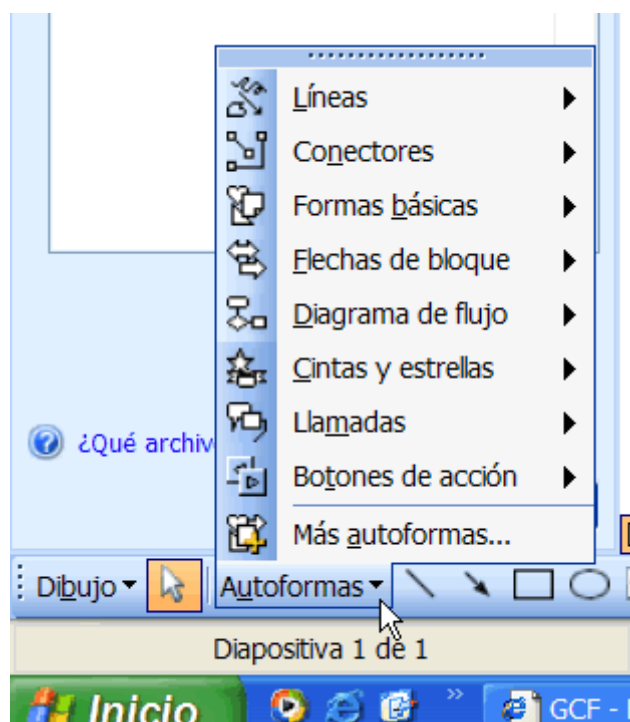 Líneas
Conectores
Formas básicas
Flechas de bloque
Diagrama de flujo
Cintas y estrellas
Llamadas
¿Qué archiv
Botones de acción
Más autoformas...
Dibujo Autoformas
Diapositiva 1 de 1
Inicio » GCF -